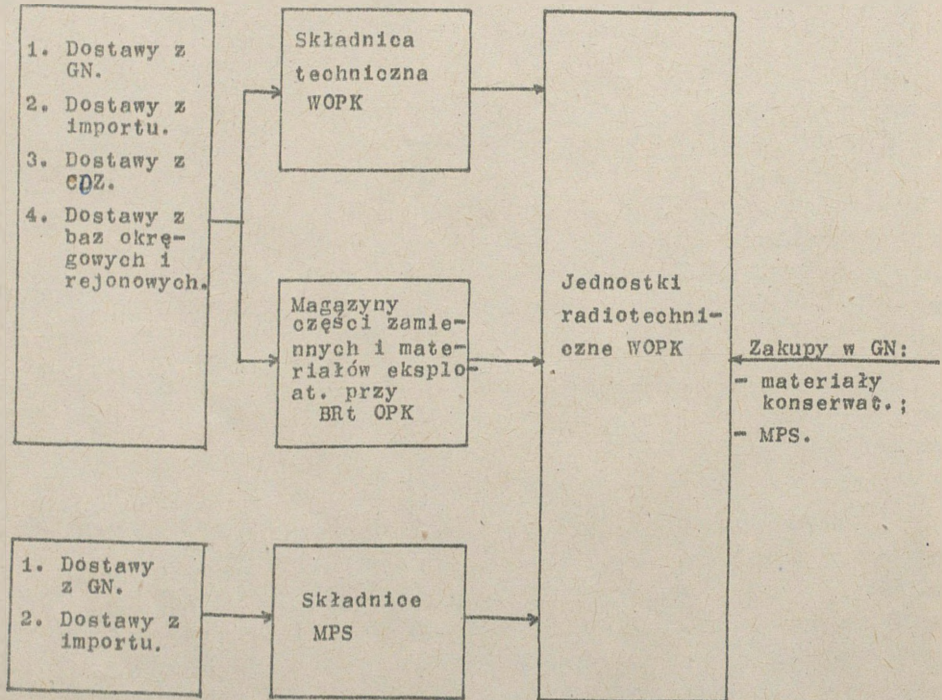 1. Dostawy z
GN.
2. Dostawy z
importu.
3. Dostawy z
CDZ.
4. Dostawy z
baz okrę-
gowych i
rejonowych.
Składnica
techniczna
WOPK
Magazyny
części zamie-
nnych i mate-
riałów eksplo-
at. przy
BRt OPK
Jednostki
radiotechni-
czne WOPK
Zakupy w GN:
- materiały
konserwat.;
- MPS.
1. Dostawy
z GN.
2. Dostawy z
importu.
Składnice
MPS